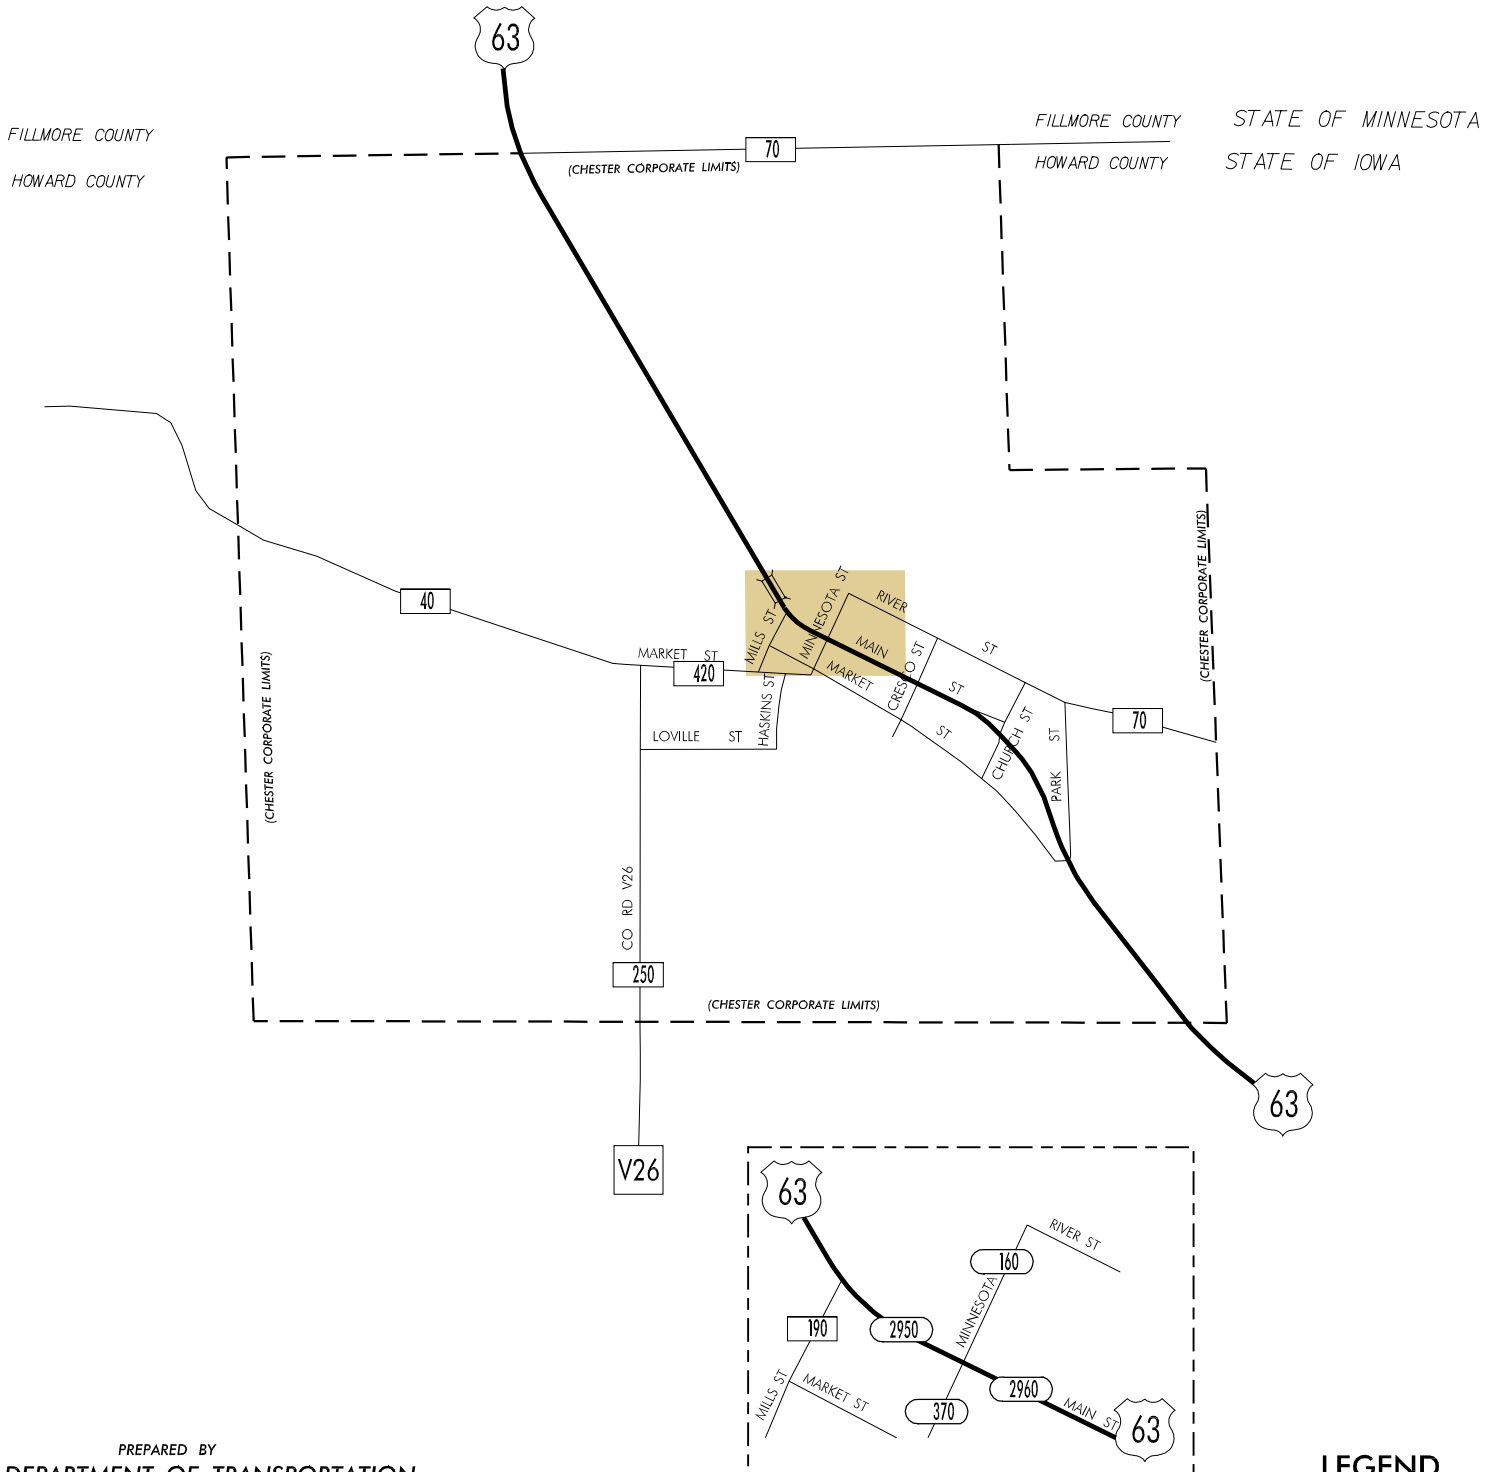 63
FILLMORE COUNTY
HOWARD COUNTY
FILLMORE COUNTY
STATE OF MINNESOTA
HOWARD COUNTY
STATE OF IOWA
70
(CHESTER CORPORATE LIMITS)
(CHESTER CORPORATE LIMITS)
40
MARKET ST
420
MILLS ST
MINNESOTA ST
RIVER ST
MAIN ST
MARKET ST
CRESCO ST
HASKINS ST
LOVILLE ST
CHURCH ST
PARK ST
70
(CHESTER CORPORATE LIMITS)
CO RD V26
250
(CHESTER CORPORATE LIMITS)
63
V26
63
RIVER ST
160
MINNESOTA
190
2950
2960
MILLS ST
MARKET ST
370
MAIN ST
63
PREPARED BY
DEPARTMENT OF TRANSPORTATION
LEGEND